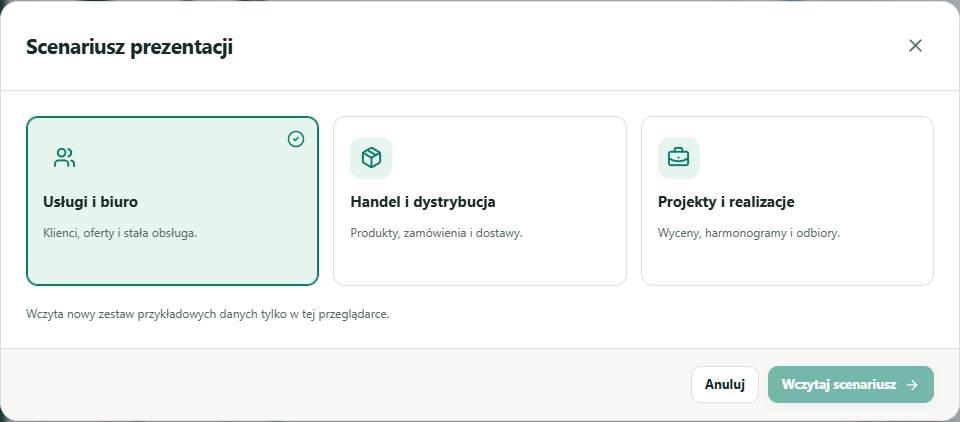 Scenariusz prezentacji
Usługi i biuro
Klienci, oferty i stała obsługa.
Handel i dystrybucja
Produkty, zamówienia i dostawy.
Projekty i realizacje
Wyceny, harmonogramy i odbiory.
Wczyta nowy zestaw przykładowych danych tylko w tej przeglądarce.
Anuluj
Wczytaj scenariusz